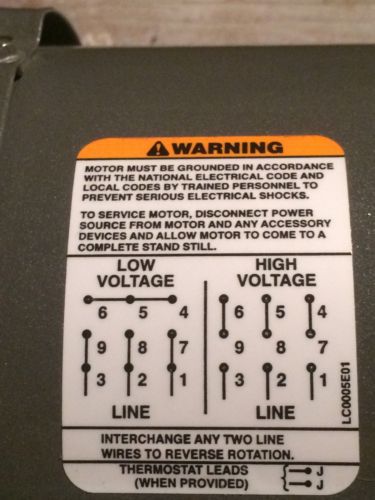 WARNING
MOTOR MUST BE GROUNDED IN ACCORDANCE
WITH THE NATIONAL ELECTRICAL CODE AND
LOCAL CODES BY TRAINED PERSONNEL TO
PREVENT SERIOUS ELECTRICAL SHOCKS.
TO SERVICE MOTOR, DISCONNECT POWER
SOURCE FROM MOTOR AND ANY ACCESSORY
DEVICES AND ALLOW MOTOR TO COME TO A
COMPLETE STAND STILL.
LOW
VOLTAGE
6 5 4
9 8 7
3 2 1
LINE
HIGH
VOLTAGE
6 5 4
9 8 7
3 2 1
LINE
LC0005E01
INTERCHANGE ANY TWO LINE
WIRES TO REVERSE ROTATION.
THERMOSTAT LEADS J
(WHEN PROVIDED) J